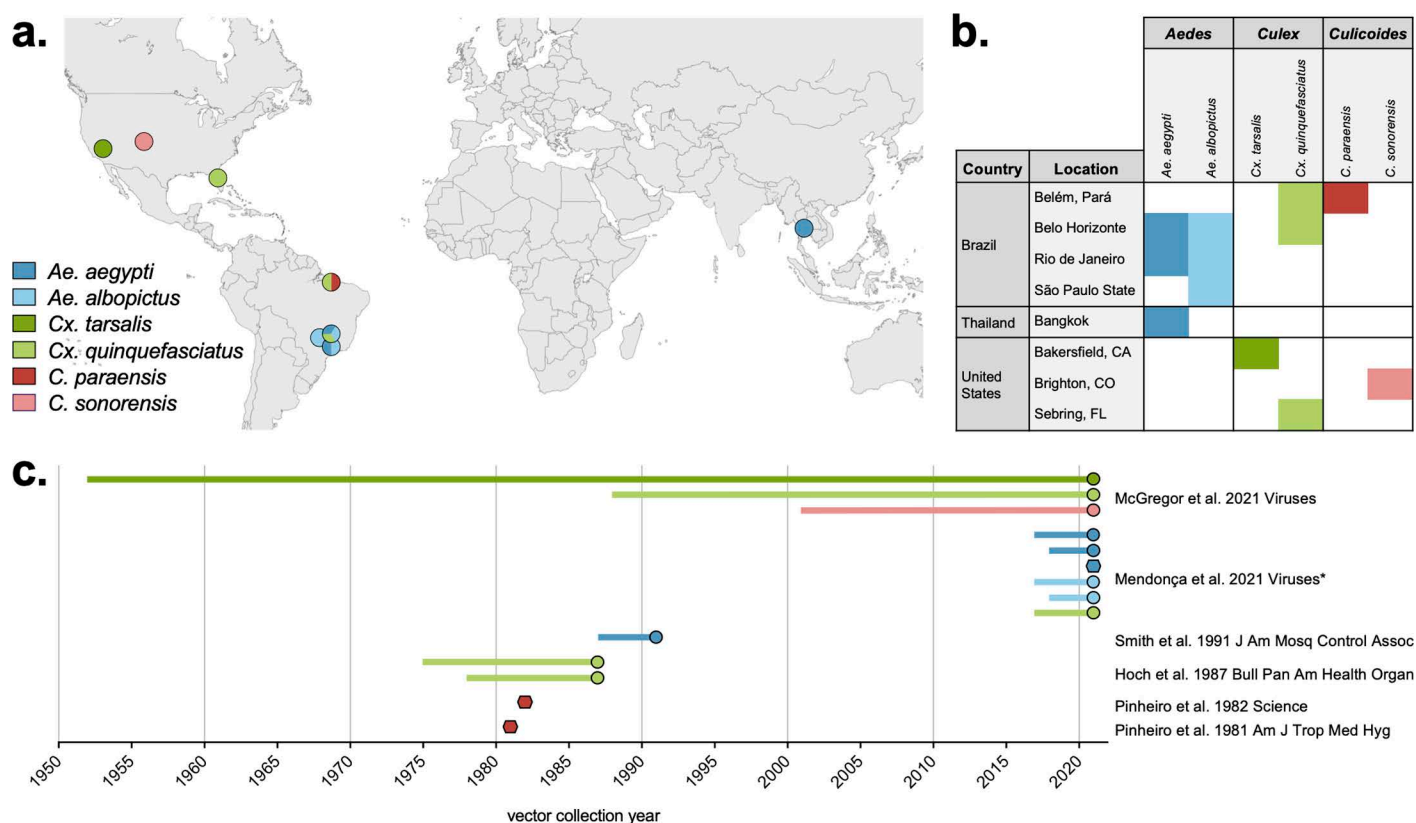 a.
Ae. aegypti
Ae. albopictus
Cx. tarsalis
Cx. quinquefasciatus
C. paraensis
C. sonorensis
b.
Aedes
Culex
Culicoides
Ae. aegypti
Ae. albopictus
Cx. tarsalis
Cx. quinquefasciatus
C. paraensis
C. sonorensis
Country
Location
Brazil
Belém, Pará
Belo Horizonte
Rio de Janeiro
São Paulo State
Thailand
Bangkok
United
States
Bakersfield, CA
Brighton, CO
Sebring, FL
c.
McGregor et al. 2021 Viruses
Mendonça et al. 2021 Viruses*
Smith et al. 1991 J Am Mosq Control Assoc
Hoch et al. 1987 Bull Pan Am Health Organ
Pinheiro et al. 1982 Science
Pinheiro et al. 1981 Am J Trop Med Hyg
1950
1955
1960
1965
1970
1975
1980
1985
1990
1995
2000
2005
2010
2015
2020
vector collection year